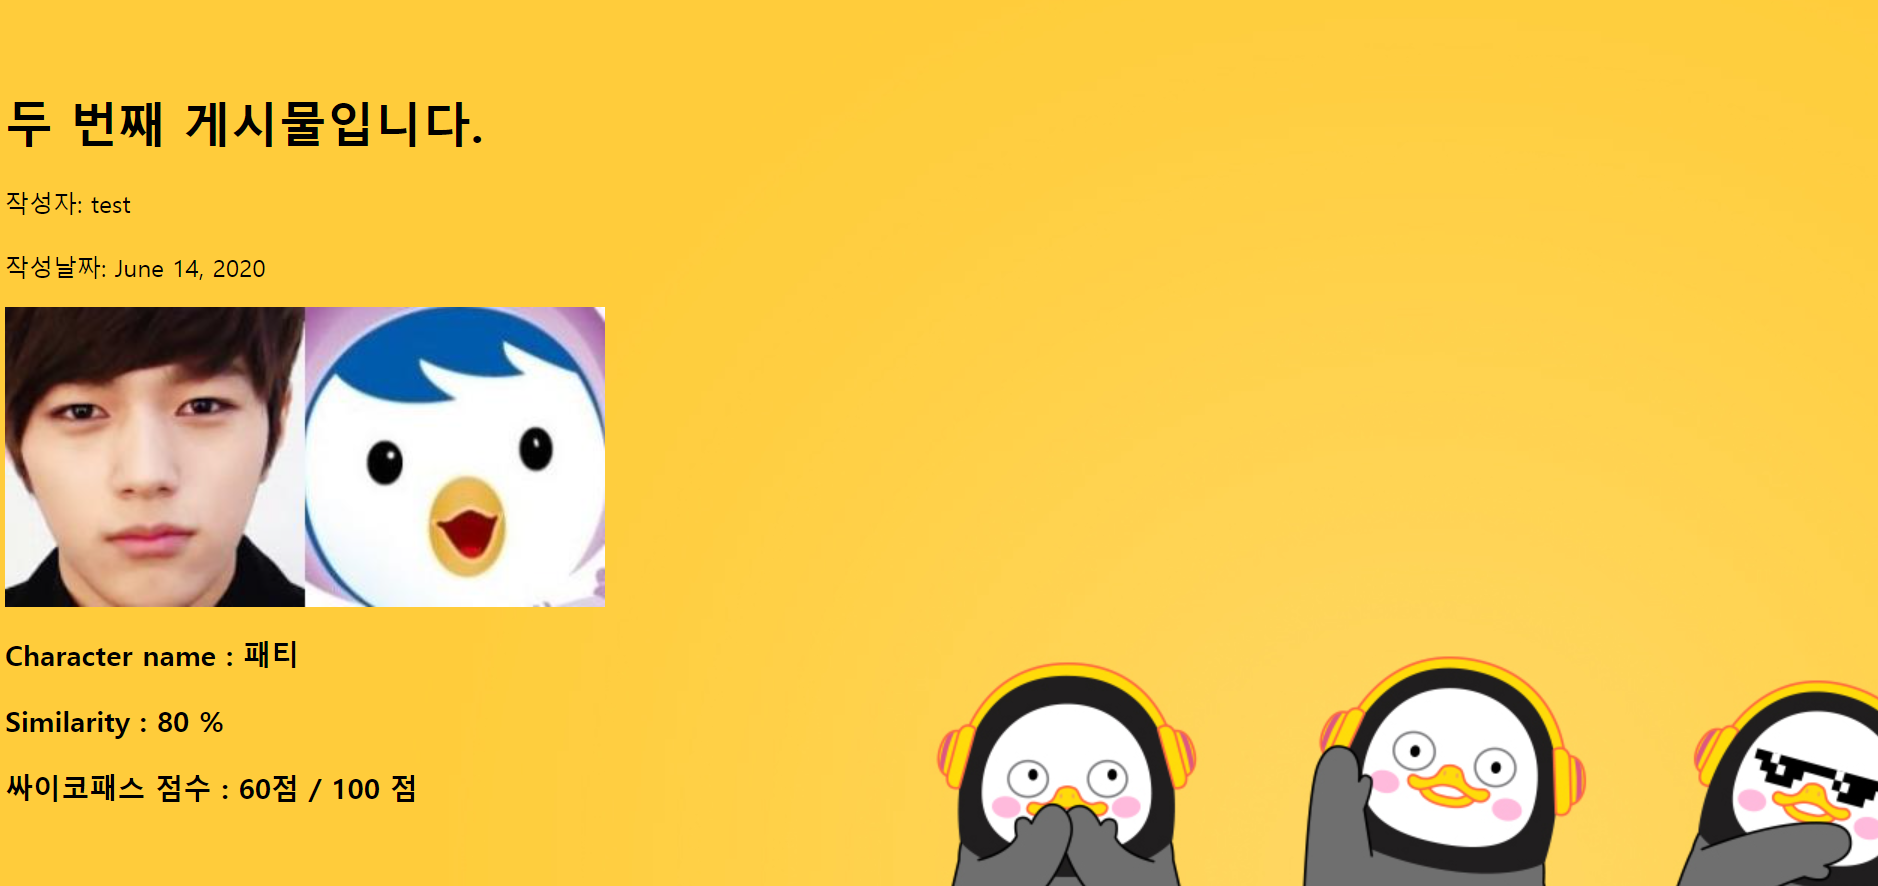 두 번째 게시물입니다.
작성자: test
작성날짜: June 14, 2020
Character name : 패티
Similarity : 80 %
싸이코패스 점수 : 60점 / 100 점